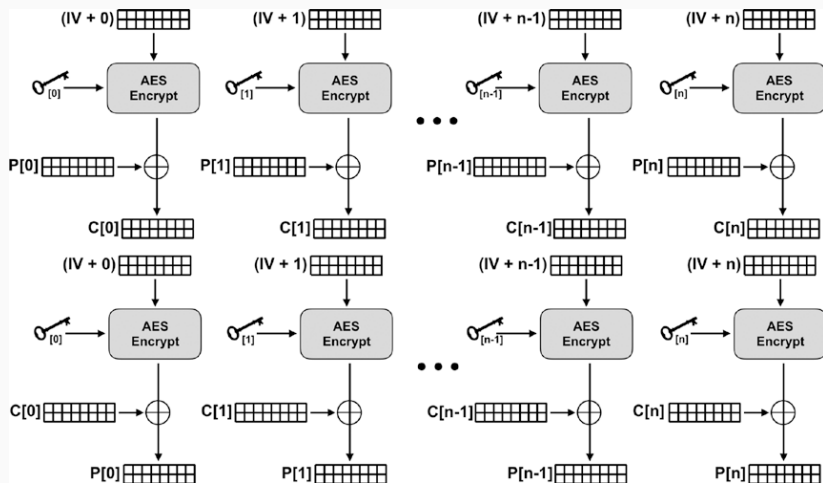 (IV + 0) (IV + 1) (IV + n-1) (IV + n)
AES Encrypt AES Encrypt AES Encrypt AES Encrypt
[0] [1] [n-1] [n]
• • •
P[0] P[1] P[n-1] P[n]
C[0] C[1] C[n-1] C[n]
(IV + 0) (IV + 1) (IV + n-1) (IV + n)
AES Encrypt AES Encrypt AES Encrypt AES Encrypt
[0] [1] [n-1] [n]
• • •
C[0] C[1] C[n-1] C[n]
P[0] P[1] P[n-1] P[n]